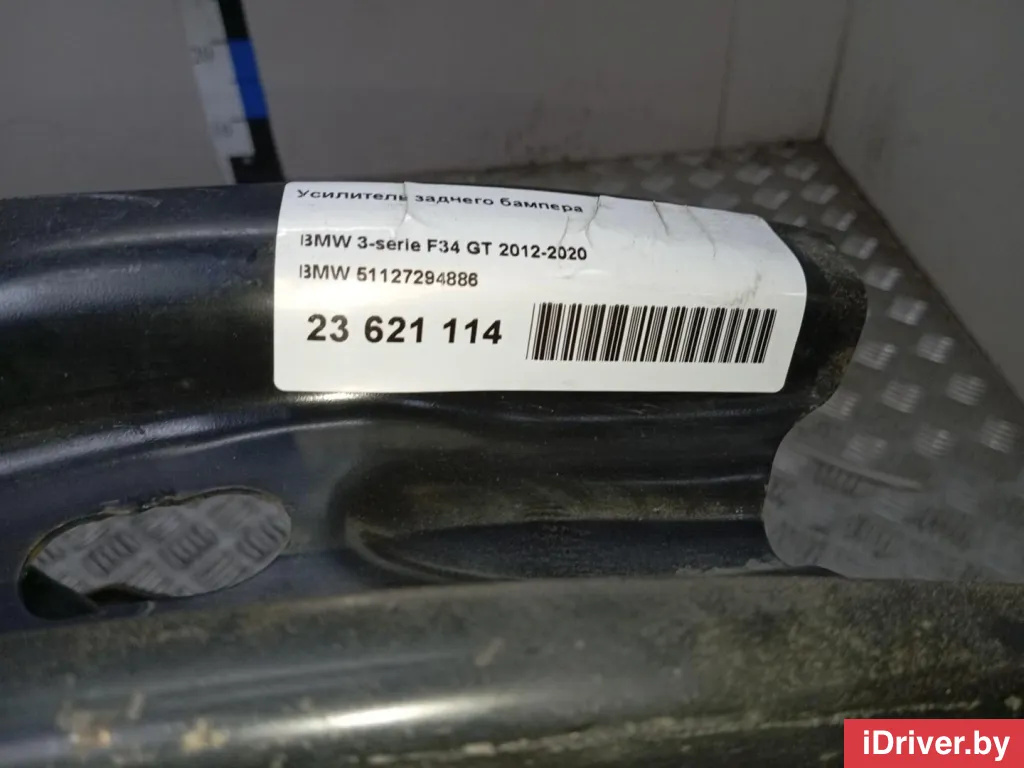 Усилитель заднего бампера
BMW 3-serie F34 GT 2012-2020
BMW 51127294886
23 621 114
iDriver.by